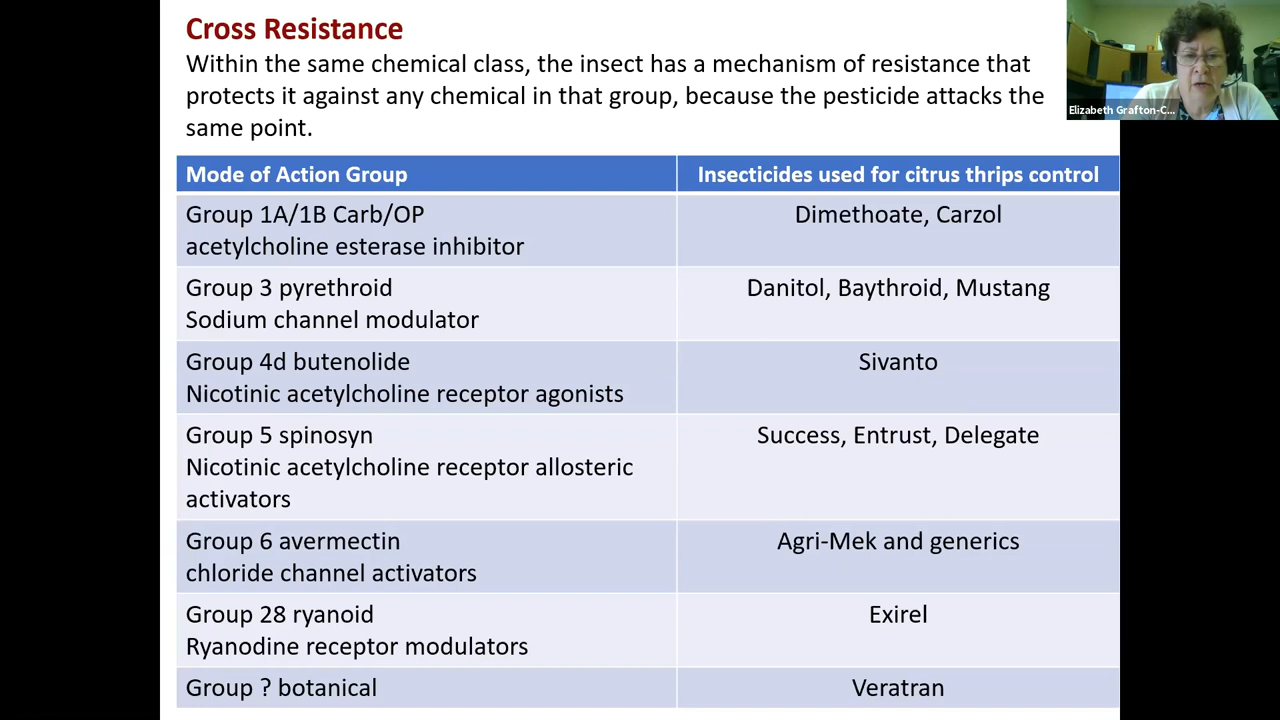 Cross Resistance
Within the same chemical class, the insect has a mechanism of resistance that
protects it against any chemical in that group, because the pesticide attacks the
same point.
Elizabeth Grafton-C...
Mode of Action Group
Insecticides used for citrus thrips control
Group 1A/1B Carb/OP
acetylcholine esterase inhibitor
Dimethoate, Carzol
Group 3 pyrethroid
Sodium channel modulator
Danitol, Baythroid, Mustang
Group 4d butenolide
Nicotinic acetylcholine receptor agonists
Sivanto
Group 5 spinosyn
Nicotinic acetylcholine receptor allosteric
activators
Success, Entrust, Delegate
Group 6 avermectin
chloride channel activators
Agri-Mek and generics
Group 28 ryanoid
Ryanodine receptor modulators
Exirel
Group ? botanical
Veratran